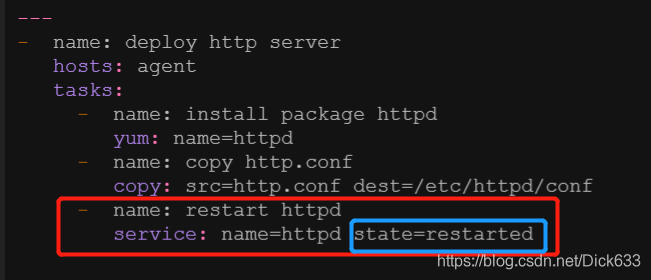 ---
- name: deploy http server
hosts: agent
tasks:
- name: install package httpd
yum: name=httpd
- name: copy http.conf
copy: src=http.conf dest=/etc/httpd/conf
- name: restart httpd
service: name=httpd state=restarted
https://blog.csdn.net/Dick633